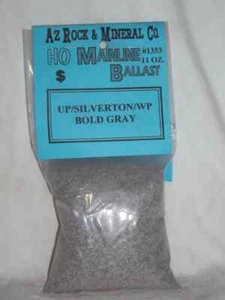 AZ ROCK & MINERAL CO.
HO MAINLINE #1353
$ BALLAST 11 OZ.
UP/SILVERTON/WP
BOLD GRAY